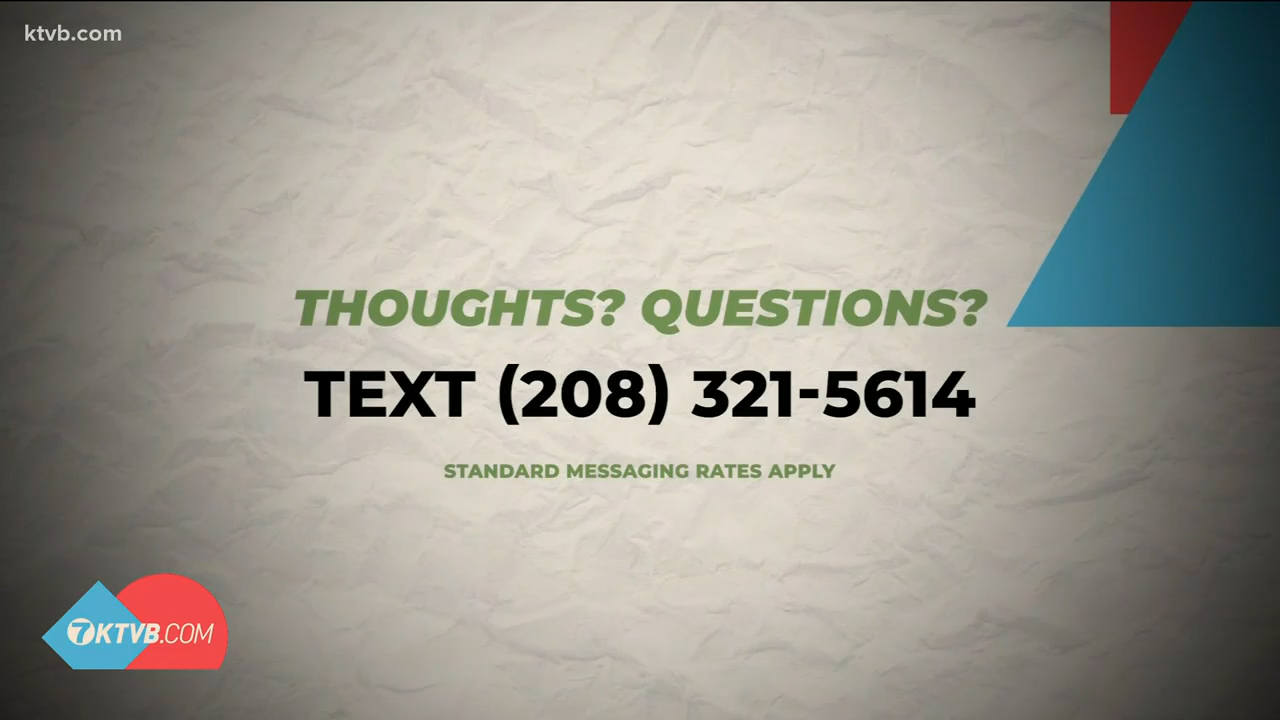 ktvb.com
THOUGHTS? QUESTIONS?
TEXT (208) 321-5614
STANDARD MESSAGING RATES APPLY
7KTVB.COM